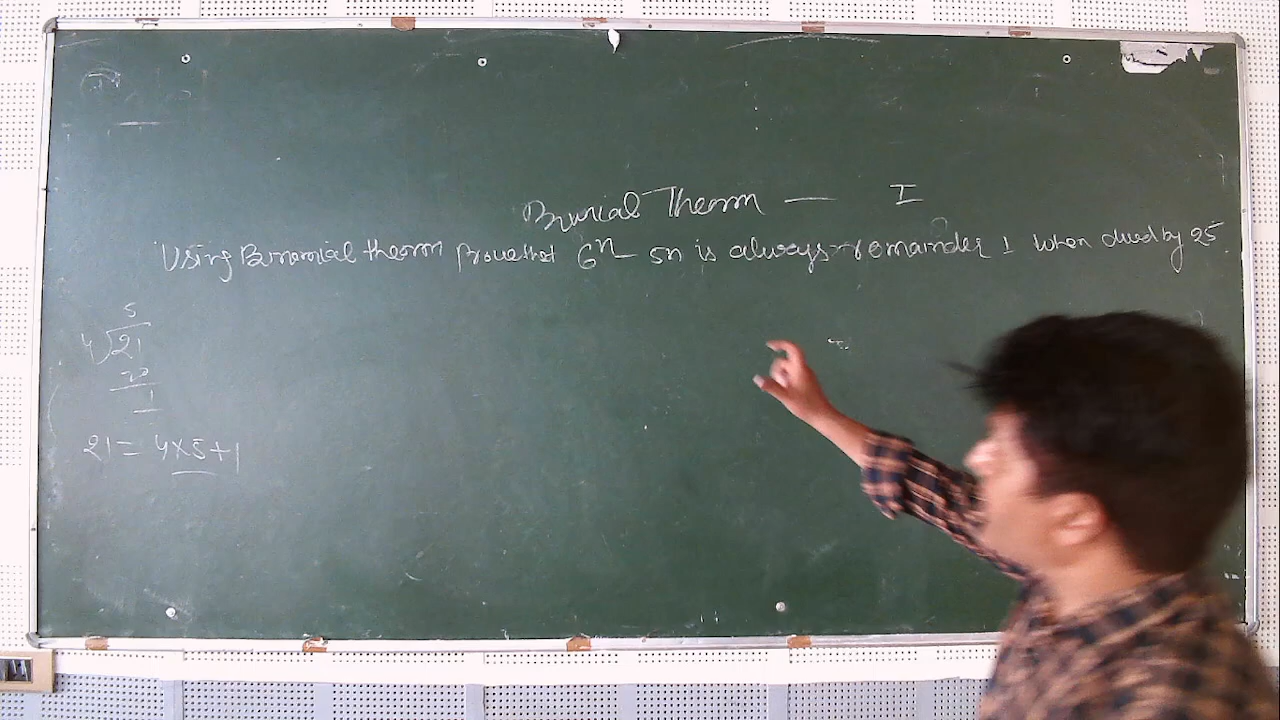 Binomial Theorm — I
Using Binomial theorm prove that 6ⁿ - 5n is always remainder 1 when divided by 25.
5
4√21
20
1
21 = 4×5+1